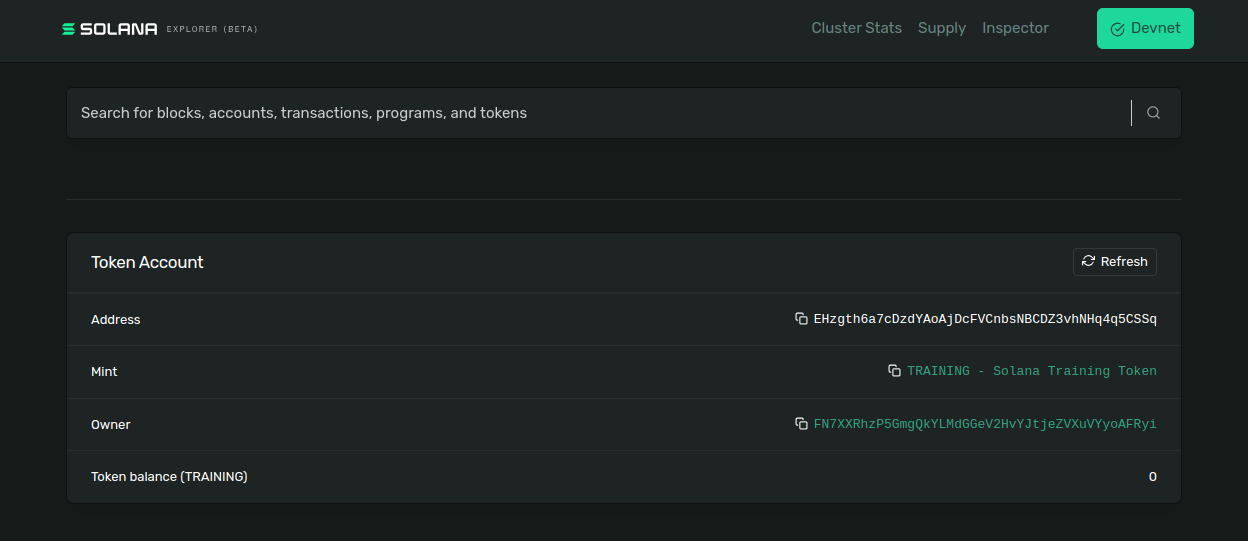 SOLANA EXPLORER (BETA) Cluster Stats Supply Inspector Devnet
Search for blocks, accounts, transactions, programs, and tokens
Token Account Refresh
Address EHzgth6a7cDzdYAoAjDcFVCnbsNBCDZ3vhNHq4q5CSSq
Mint TRAINING - Solana Training Token
Owner FN7XXRhzP5GmgQkYLMdGGeV2HvYJtjeZVXuVYyoAFRyi
Token balance (TRAINING) 0